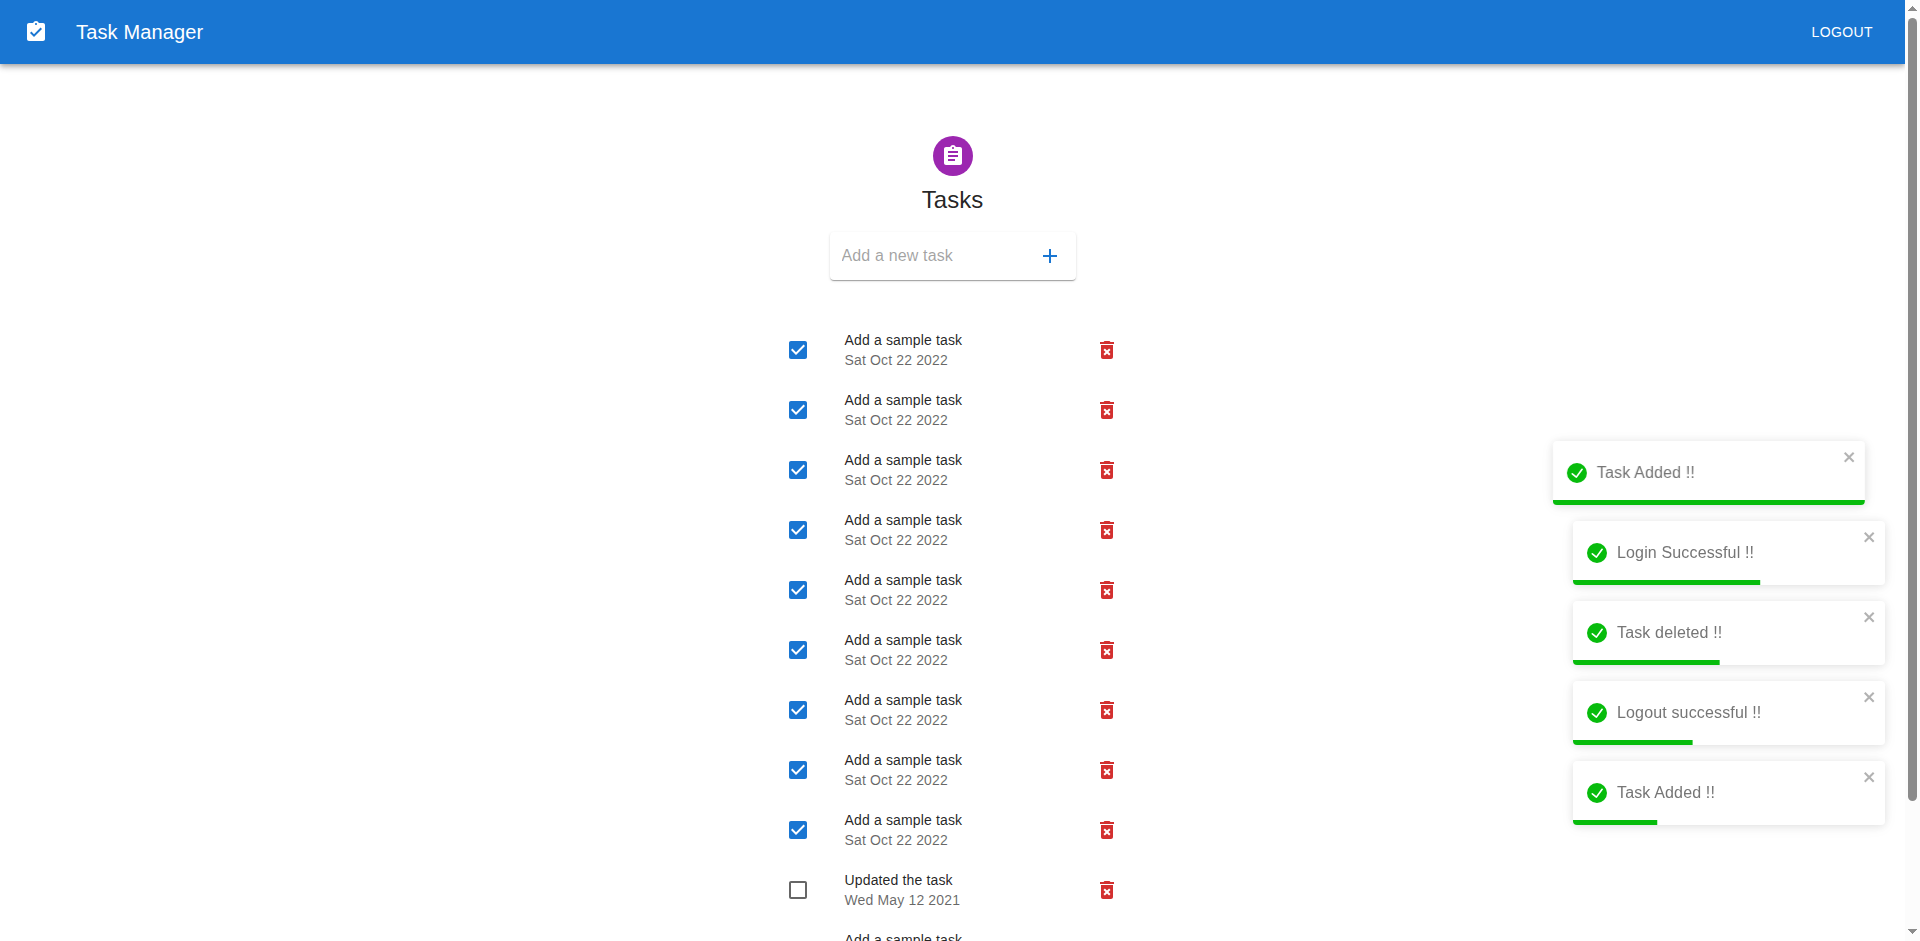 Task Manager
LOGOUT
Tasks
Add a new task
Add a sample task
Sat Oct 22 2022
Add a sample task
Sat Oct 22 2022
Add a sample task
Sat Oct 22 2022
Add a sample task
Sat Oct 22 2022
Add a sample task
Sat Oct 22 2022
Add a sample task
Sat Oct 22 2022
Add a sample task
Sat Oct 22 2022
Add a sample task
Sat Oct 22 2022
Add a sample task
Sat Oct 22 2022
Updated the task
Wed May 12 2021
Add a sample task
Task Added !!
Login Successful !!
Task deleted !!
Logout successful !!
Task Added !!